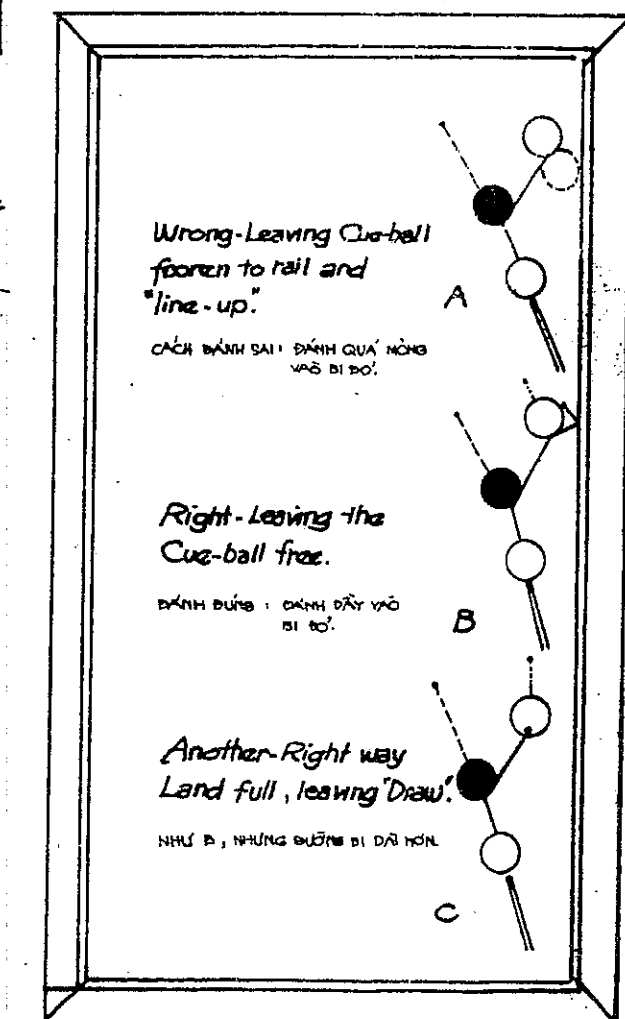 Wrong-Leaving Cue-ball
foozen to rail and
"line-up."
CÁCH ĐÁNH SAI: ĐÁNH QUÁ MỎNG
VÀO BI ĐỎ.
A
Right-Leaving the
Cue-ball free.
ĐÁNH ĐÚNG : ĐÁNH DẦY VÀO
BI ĐỎ.
B
Another-Right way
Land full, leaving "Draw".
NHƯ B, NHƯNG ĐƯỜNG BI DÀI HƠN.
C